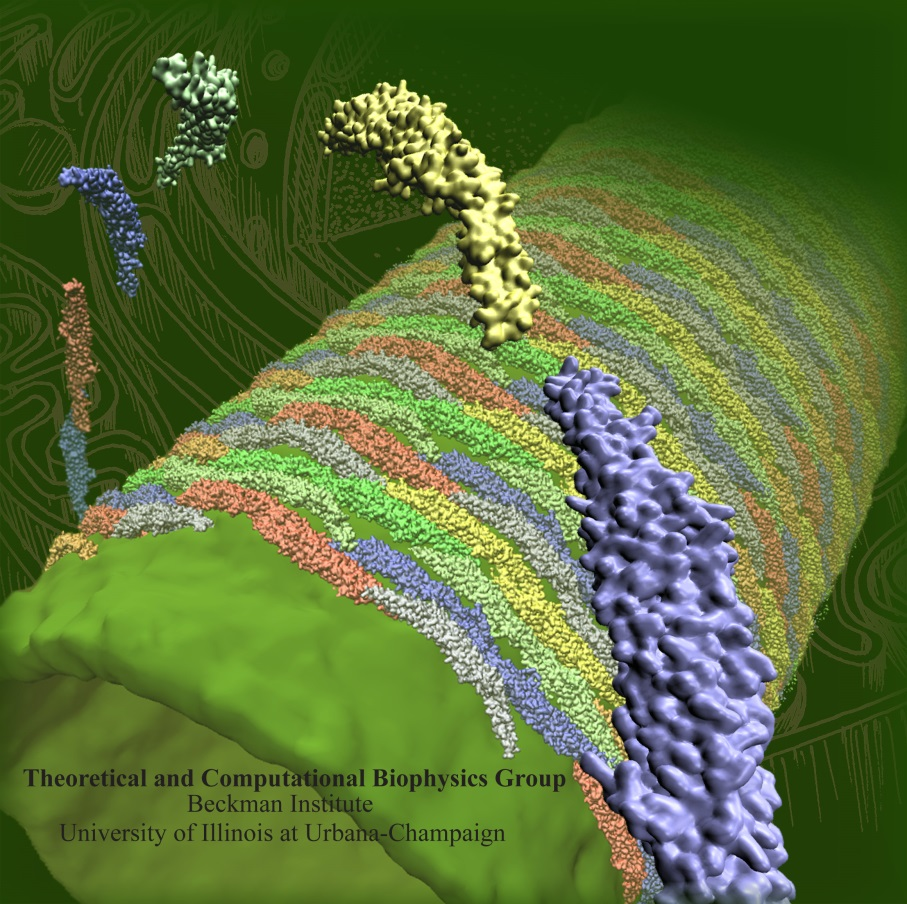 Theoretical and Computational Biophysics Group
Beckman Institute
University of Illinois at Urbana-Champaign